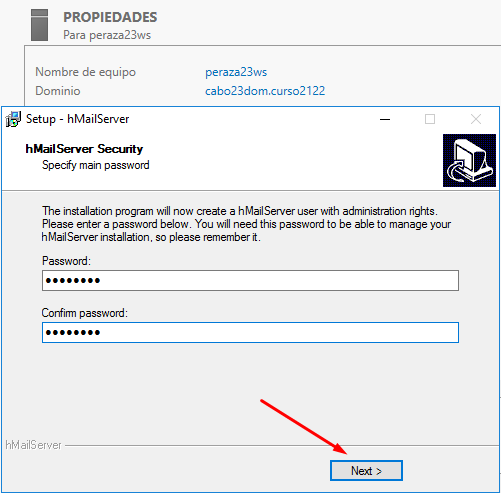 PROPIEDADES
Para peraza23ws
Nombre de equipo peraza23ws
Dominio cabo23dom.curso2122
Setup - hMailServer
hMailServer Security
Specify main password
The installation program will now create a hMailServer user with administration rights.
Please enter a password below. You will need this password to be able to manage your
hMailServer installation, so please remember it.
Password:
••••••••
Confirm password:
••••••••
hMailServer
Next >